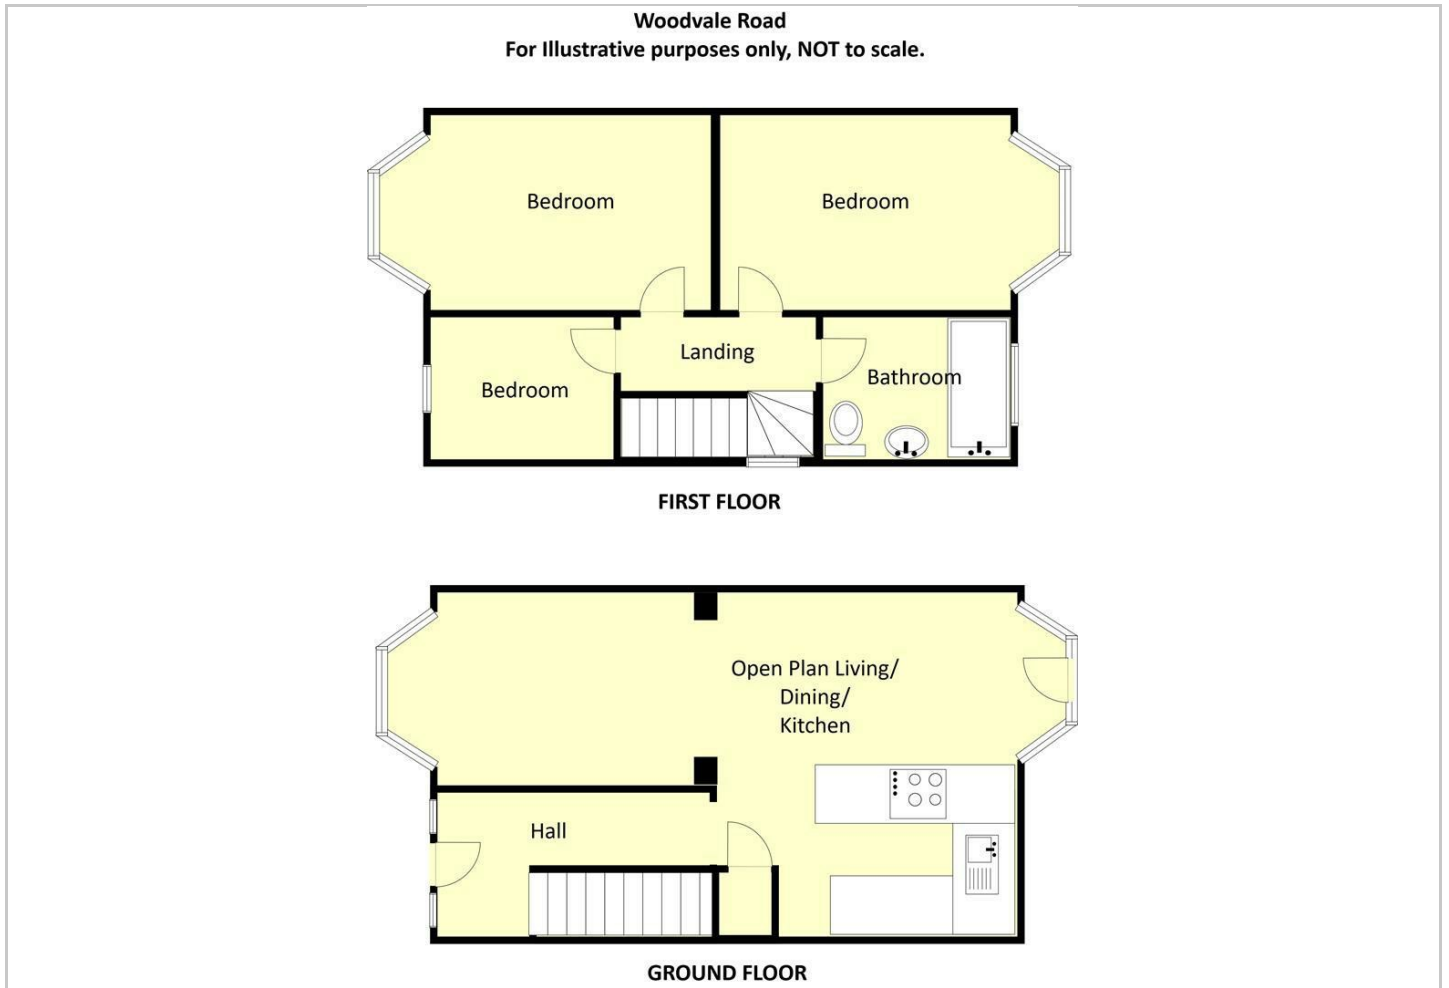 Woodvale Road
For Illustrative purposes only, NOT to scale.
Bedroom
Bedroom
Landing
Bathroom
Bedroom
FIRST FLOOR
Open Plan Living/
Dining/
Kitchen
Hall
GROUND FLOOR